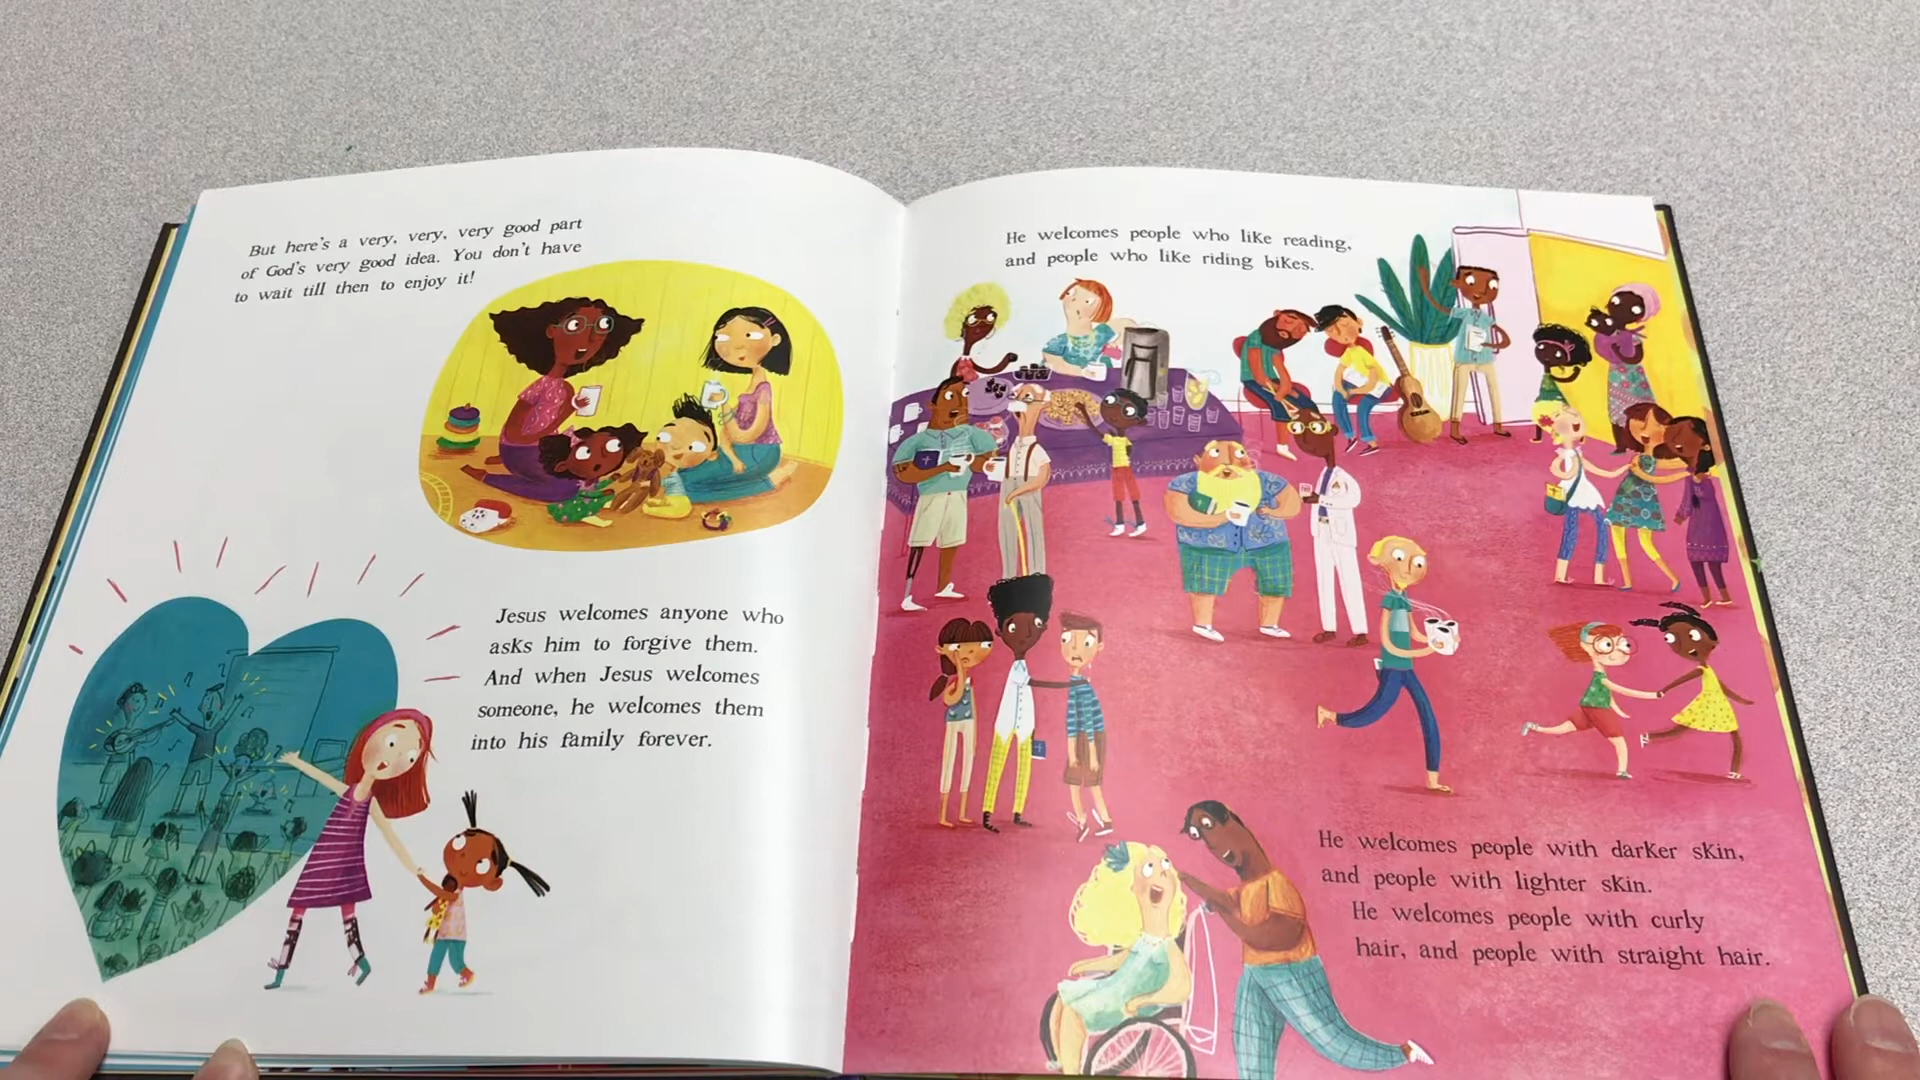 But here's a very, very, very good part
of God's very good idea. You don't have
to wait till then to enjoy it!
Jesus welcomes anyone who
asks him to forgive them.
And when Jesus welcomes
someone, he welcomes them
into his family forever.
He welcomes people who like reading,
and people who like riding bikes.
He welcomes people with darker skin,
and people with lighter skin.
He welcomes people with curly
hair, and people with straight hair.